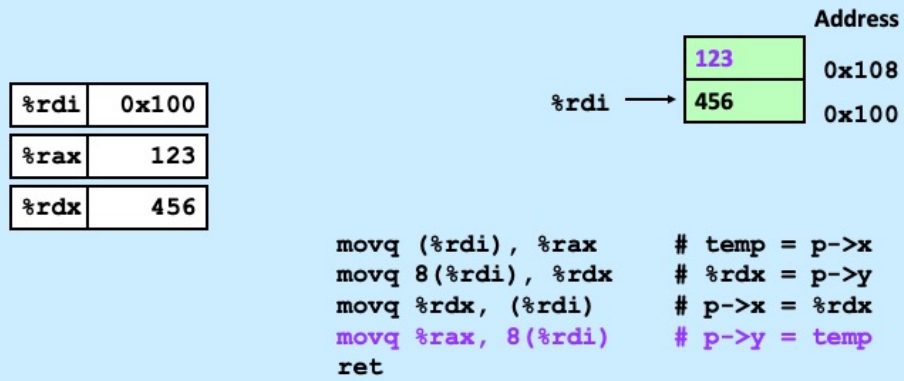 Address
123 0x108
%rdi 456 0x100
%rdi 0x100
%rax 123
%rdx 456
movq (%rdi), %rax # temp = p->x
movq 8(%rdi), %rdx # %rdx = p->y
movq %rdx, (%rdi) # p->x = %rdx
movq %rax, 8(%rdi) # p->y = temp
ret